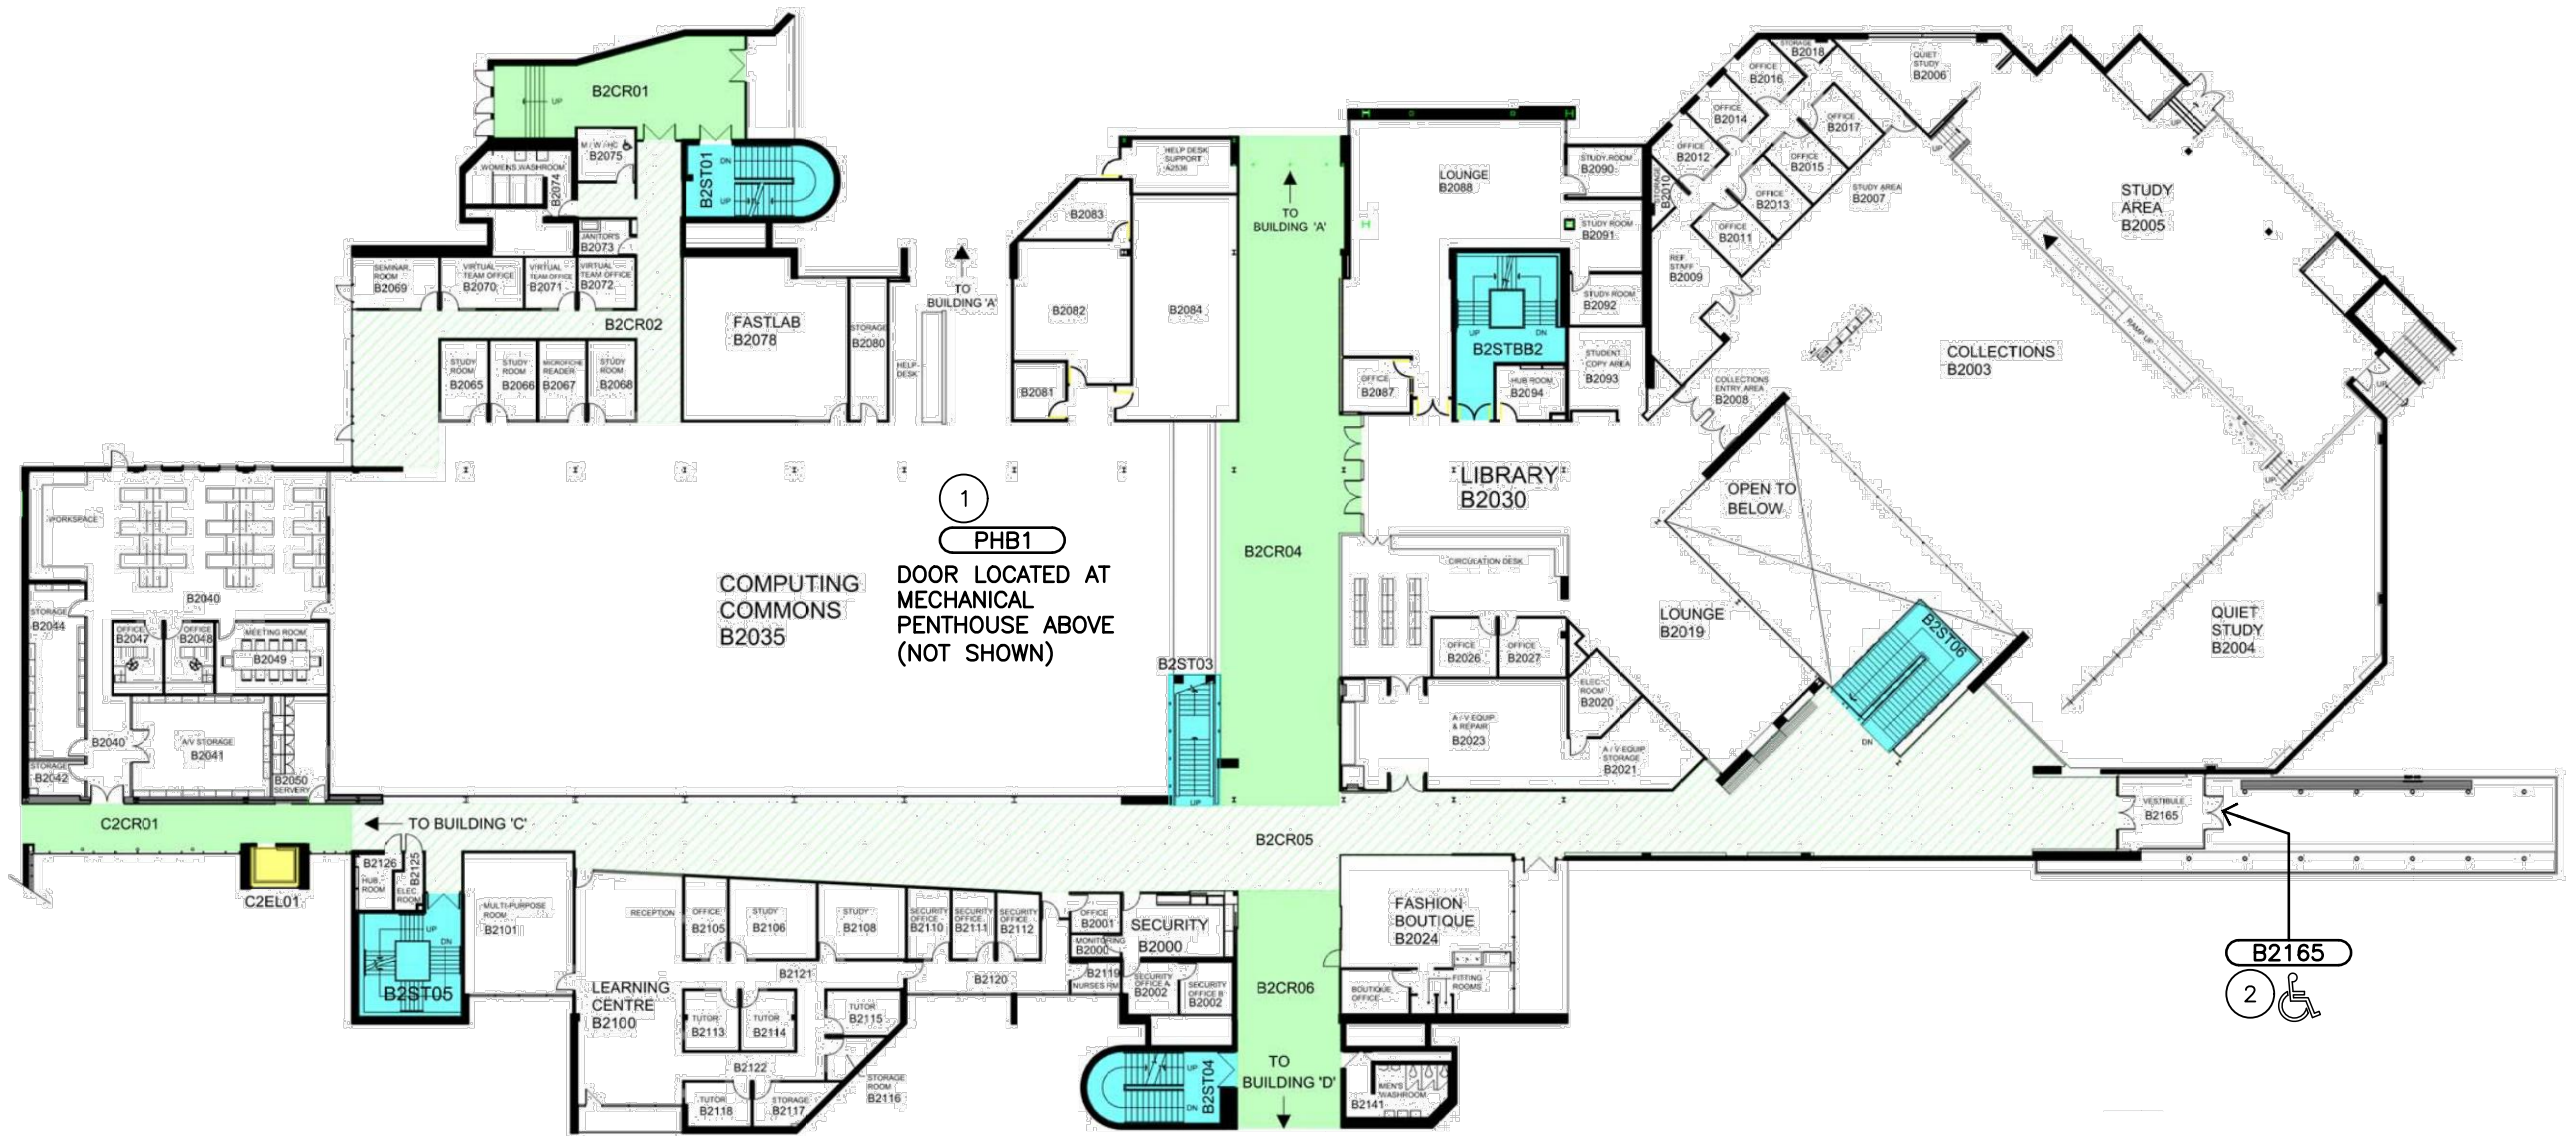 B2CR01
UP
M / W / HC
B2075
WOMENS WASHROOM
B2074
B2ST01
DN
UP
JANITOR'S
B2073
SEMINAR
ROOM
B2069
VIRTUAL
TEAM OFFICE
B2070
VIRTUAL
TEAM OFFICE
B2071
VIRTUAL
TEAM OFFICE
B2072
B2CR02
STUDY
ROOM
B2065
STUDY
ROOM
B2066
MICROFICHE
READER
B2067
STUDY
ROOM
B2068
FASTLAB
B2078
STORAGE
B2080
HELP
DESK
TO
BUILDING 'A'
HELP DESK
SUPPORT
A2536
B2083
B2082
B2084
B2081
TO
BUILDING 'A'
LOUNGE
B2088
STUDY ROOM
B2090
STUDY ROOM
B2091
STUDY ROOM
B2092
UP
DN
B2STBB2
STUDENT
COPY AREA
B2093
OFFICE
B2087
HUB ROOM
B2094
STORAGE
B2018
OFFICE
B2016
OFFICE
B2014
OFFICE
B2012
STORAGE
B2010
OFFICE
B2017
OFFICE
B2015
OFFICE
B2013
OFFICE
B2011
REF.
STAFF
B2009
STUDY AREA
B2007
QUIET
STUDY
B2006
UP
UP
STUDY
AREA
B2005
RAMP UP
COLLECTIONS
B2003
COLLECTIONS
ENTRY AREA
B2008
UP
UP
OPEN TO
BELOW
LIBRARY
B2030
CIRCULATION DESK
LOUNGE
B2019
QUIET
STUDY
B2004
B2ST06
DN
OFFICE
B2026
OFFICE
B2027
ELEC.
ROOM
B2020
A / V EQUIP
& REPAIR
B2023
A / V EQUIP
STORAGE
B2021
WORKSPACE
B2040
STORAGE
B2044
OFFICE
B2047
OFFICE
B2048
MEETING ROOM
B2049
B2040
A/V STORAGE
B2041
STORAGE
B2042
B2050
SERVERY
COMPUTING
COMMONS
B2035
1
PHB1
DOOR LOCATED AT
MECHANICAL
PENTHOUSE ABOVE
(NOT SHOWN)
B2CR04
B2ST03
UP
C2CR01
TO BUILDING 'C'
B2CR05
VESTIBULE
B2165
B2165
2
C2EL01
B2126
HUB
ROOM
B2125
ELEC.
ROOM
UP
DN
B2ST05
MULTI-PURPOSE
ROOM
B2101
RECEPTION
OFFICE
B2105
STUDY
B2106
STUDY
B2108
SECURITY
OFFICE
B2110
SECURITY
OFFICE
B2111
SECURITY
OFFICE
B2112
OFFICE
B2001
MONITORING
B2000
SECURITY
B2000
B2121
B2120
B2119
NURSES RM
SECURITY
OFFICE A
B2002
SECURITY
OFFICE B
B2002
LEARNING
CENTRE
B2100
TUTOR
B2113
TUTOR
B2114
TUTOR
B2115
B2122
TUTOR
B2118
STORAGE
B2117
STORAGE
ROOM
B2116
UP
DN
B2ST04
B2CR06
TO
BUILDING 'D'
FASHION
BOUTIQUE
B2024
BOUTIQUE
OFFICE
FITTING
ROOMS
B2141
MEN'S
WASHROOM